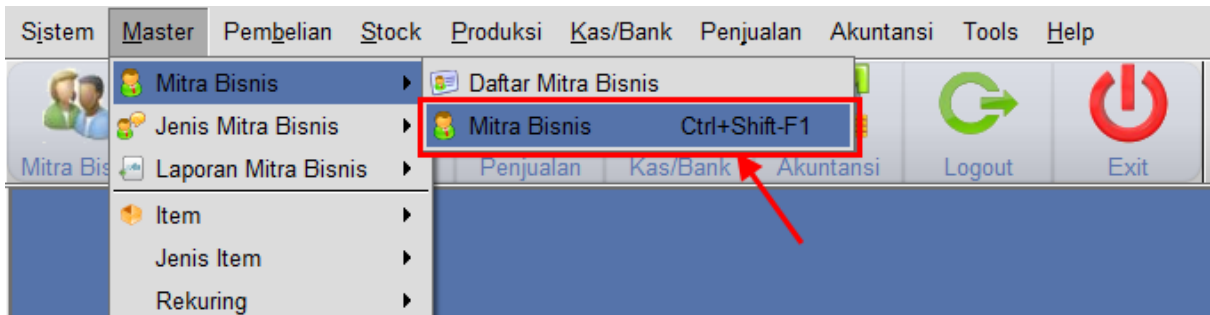 Sistem Master Pembelian Stock Produksi Kas/Bank Penjualan Akuntansi Tools Help
Mitra Bisnis
Daftar Mitra Bisnis
Jenis Mitra Bisnis
Mitra Bisnis Ctrl+Shift-F1
Mitra Bis
Laporan Mitra Bisnis
Penjualan Kas/Bank Akuntansi Logout Exit
Item
Jenis Item
Rekuring